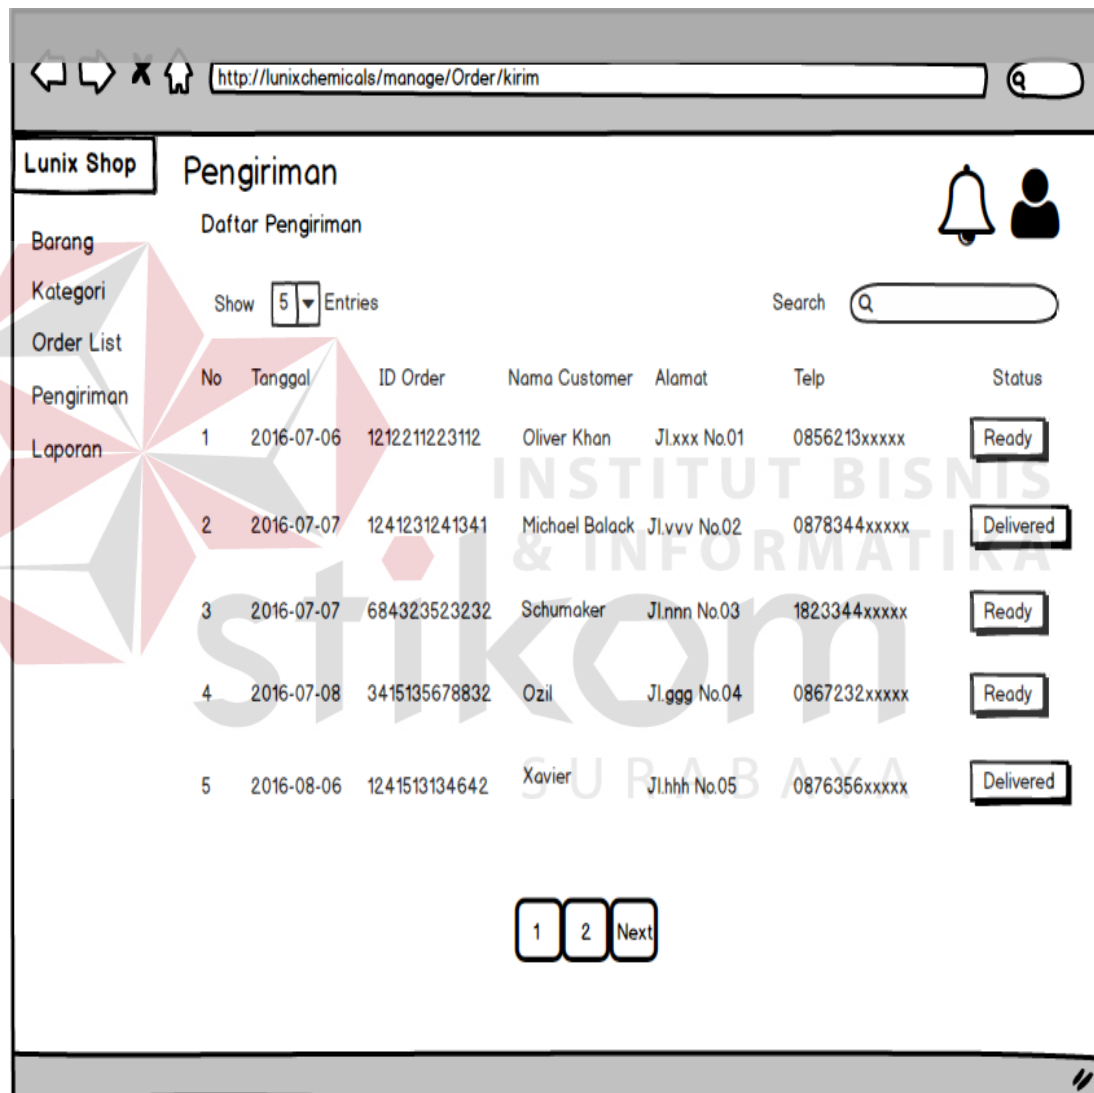 http://lunixchemicals/manage/Order/kirim
Lunix Shop
Pengiriman
Daftar Pengiriman
Barang
Kategori
Order List
Pengiriman
Laporan
Show 5 Entries
Search
No Tanggal ID Order Nama Customer Alamat Telp Status
1 2016-07-06 1212211223112 Oliver Khan Jl.xxx No.01 0856213xxxxx Ready
2 2016-07-07 1241231241341 Michael Balack Jl.vvv No.02 0878344xxxxx Delivered
3 2016-07-07 684323523232 Schumaker Jl.nnn No.03 1823344xxxxx Ready
4 2016-07-08 3415135678832 Ozil Jl.ggg No.04 0867232xxxxx Ready
5 2016-08-06 1241513134642 Xavier Jl.hhh No.05 0876356xxxxx Delivered
1 2 Next
INSTITUT BISNIS
& INFORMATIKA
stikom
SURABAYA